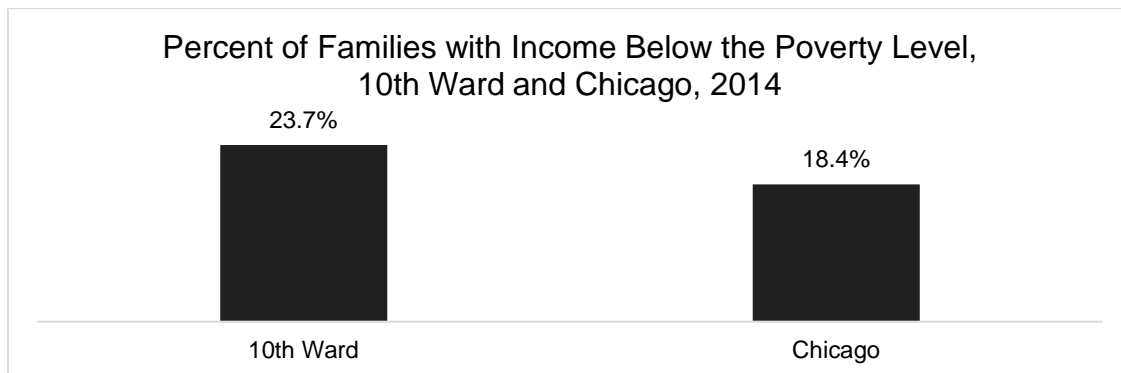 Percent of Families with Income Below the Poverty Level,
10th Ward and Chicago, 2014
23.7%
18.4%
10th Ward
Chicago